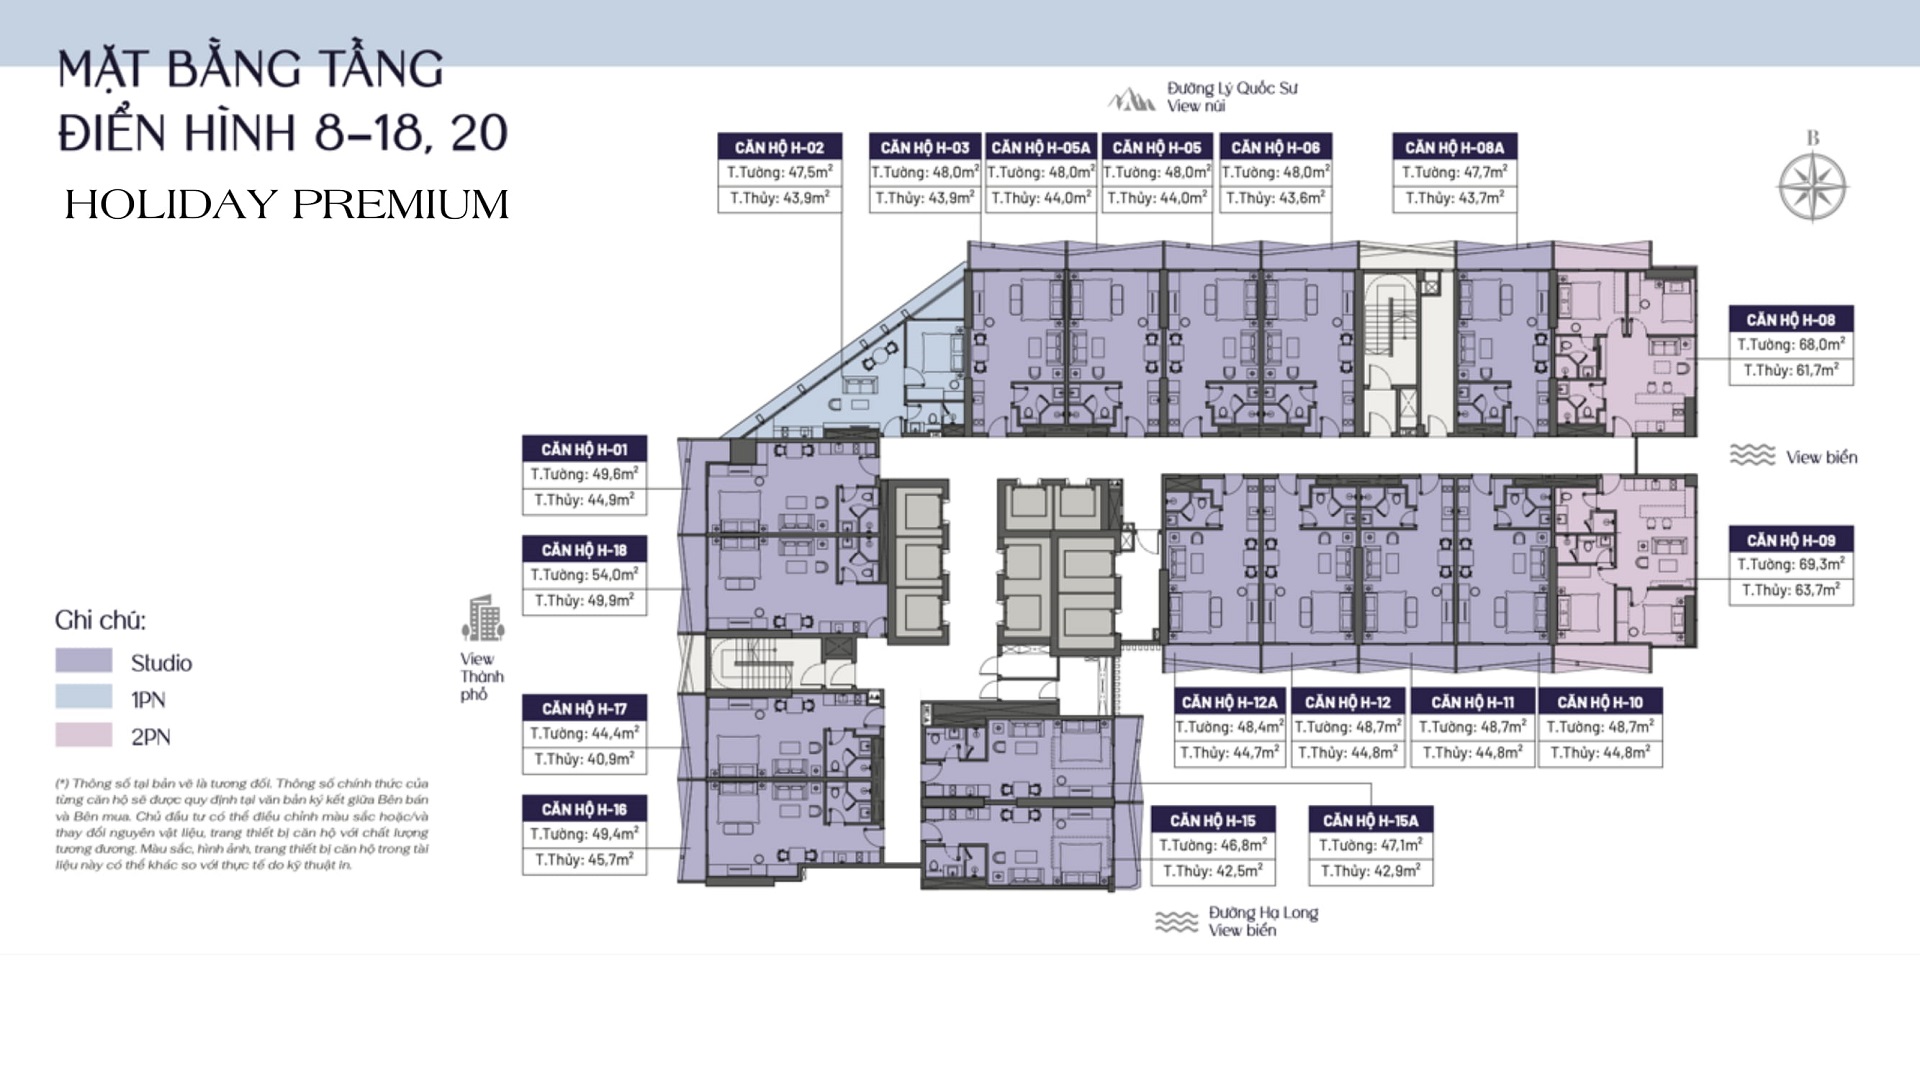 MẶT BẰNG TẦNG
ĐIỂN HÌNH 8-18, 20
HOLIDAY PREMIUM
Đường Lý Quốc Sư
View núi
B
CĂN HỘ H-02
T.Tường: 47,5m²
T.Thủy: 43,9m²
CĂN HỘ H-03
T.Tường: 48,0m²
T.Thủy: 43,9m²
CĂN HỘ H-05A
T.Tường: 48,0m²
T.Thủy: 44,0m²
CĂN HỘ H-05
T.Tường: 48,0m²
T.Thủy: 44,0m²
CĂN HỘ H-06
T.Tường: 48,0m²
T.Thủy: 43,6m²
CĂN HỘ H-08A
T.Tường: 47,7m²
T.Thủy: 43,7m²
CĂN HỘ H-08
T.Tường: 68,0m²
T.Thủy: 61,7m²
View biển
CĂN HỘ H-01
T.Tường: 49,6m²
T.Thủy: 44,9m²
CĂN HỘ H-18
T.Tường: 54,0m²
T.Thủy: 49,9m²
CĂN HỘ H-09
T.Tường: 69,3m²
T.Thủy: 63,7m²
Ghi chú:
Studio
1PN
2PN
View
Thành
phố
CĂN HỘ H-17
T.Tường: 44,4m²
T.Thủy: 40,9m²
CĂN HỘ H-12A
T.Tường: 48,4m²
T.Thủy: 44,7m²
CĂN HỘ H-12
T.Tường: 48,7m²
T.Thủy: 44,8m²
CĂN HỘ H-11
T.Tường: 48,7m²
T.Thủy: 44,8m²
CĂN HỘ H-10
T.Tường: 48,7m²
T.Thủy: 44,8m²
CĂN HỘ H-16
T.Tường: 49,4m²
T.Thủy: 45,7m²
CĂN HỘ H-15
T.Tường: 46,8m²
T.Thủy: 42,5m²
CĂN HỘ H-15A
T.Tường: 47,1m²
T.Thủy: 42,9m²
(*) Thông số tại bản vẽ là tương đối. Thông số chính thức của
từng căn hộ sẽ được quy định tại văn bản ký kết giữa Bên bán
và Bên mua. Chủ đầu tư có thể điều chỉnh màu sắc hoặc/và
thay đổi nguyên vật liệu, trang thiết bị căn hộ với chất lượng
tương đương. Màu sắc, hình ảnh, trang thiết bị căn hộ trong tài
liệu này có thể khác so với thực tế do kỹ thuật in.
Đường Hạ Long
View biển